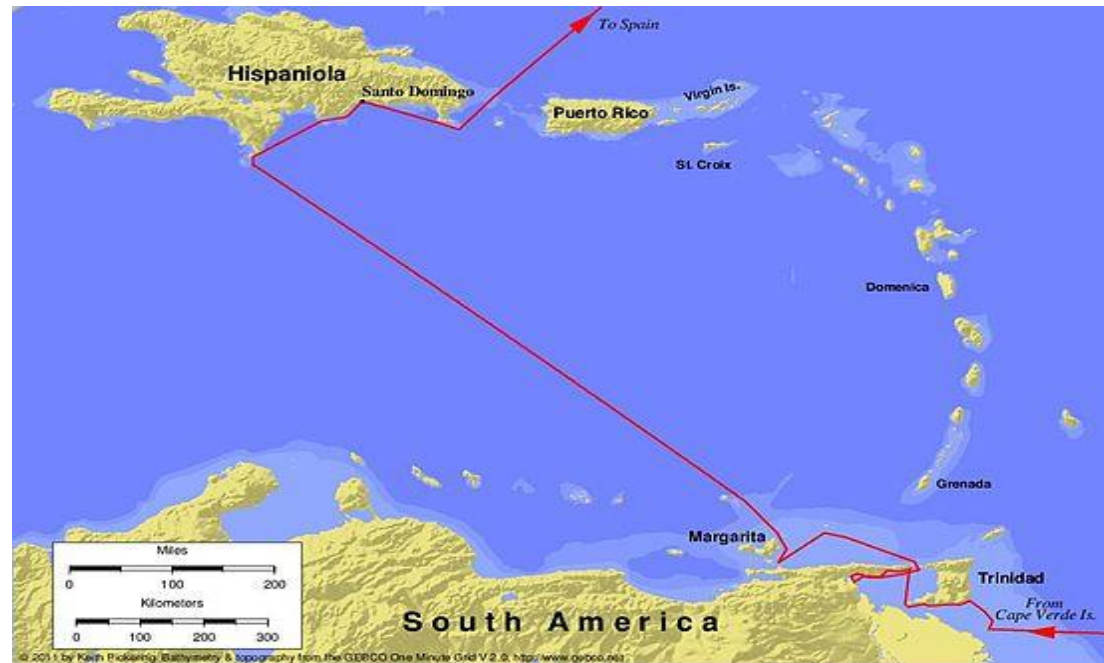 To Spain
Hispaniola
Santo Domingo
Puerto Rico
Virgin Is.
St. Croix
Domenica
Grenada
Margarita
Trinidad
From
Cape Verde Is.
South America
Miles
0 100 200
Kilometers
0 100 200 300
© 2011 by Keith Pickering. Bathymetry & topography from the GEBCO One Minute Grid V 2.0, http://www.gebco.net